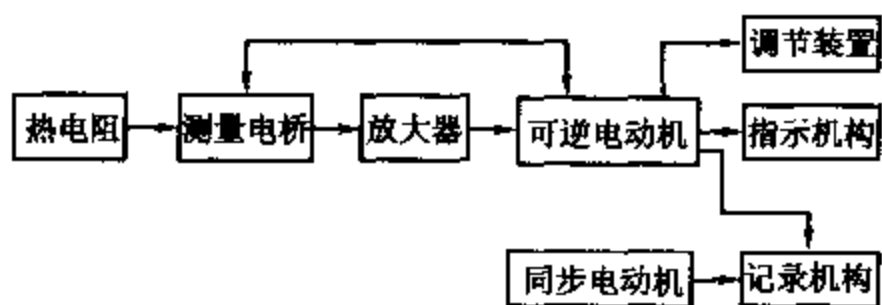 调节装置
热电阻
测量电桥
放大器
可逆电动机
指示机构
同步电动机
记录机构